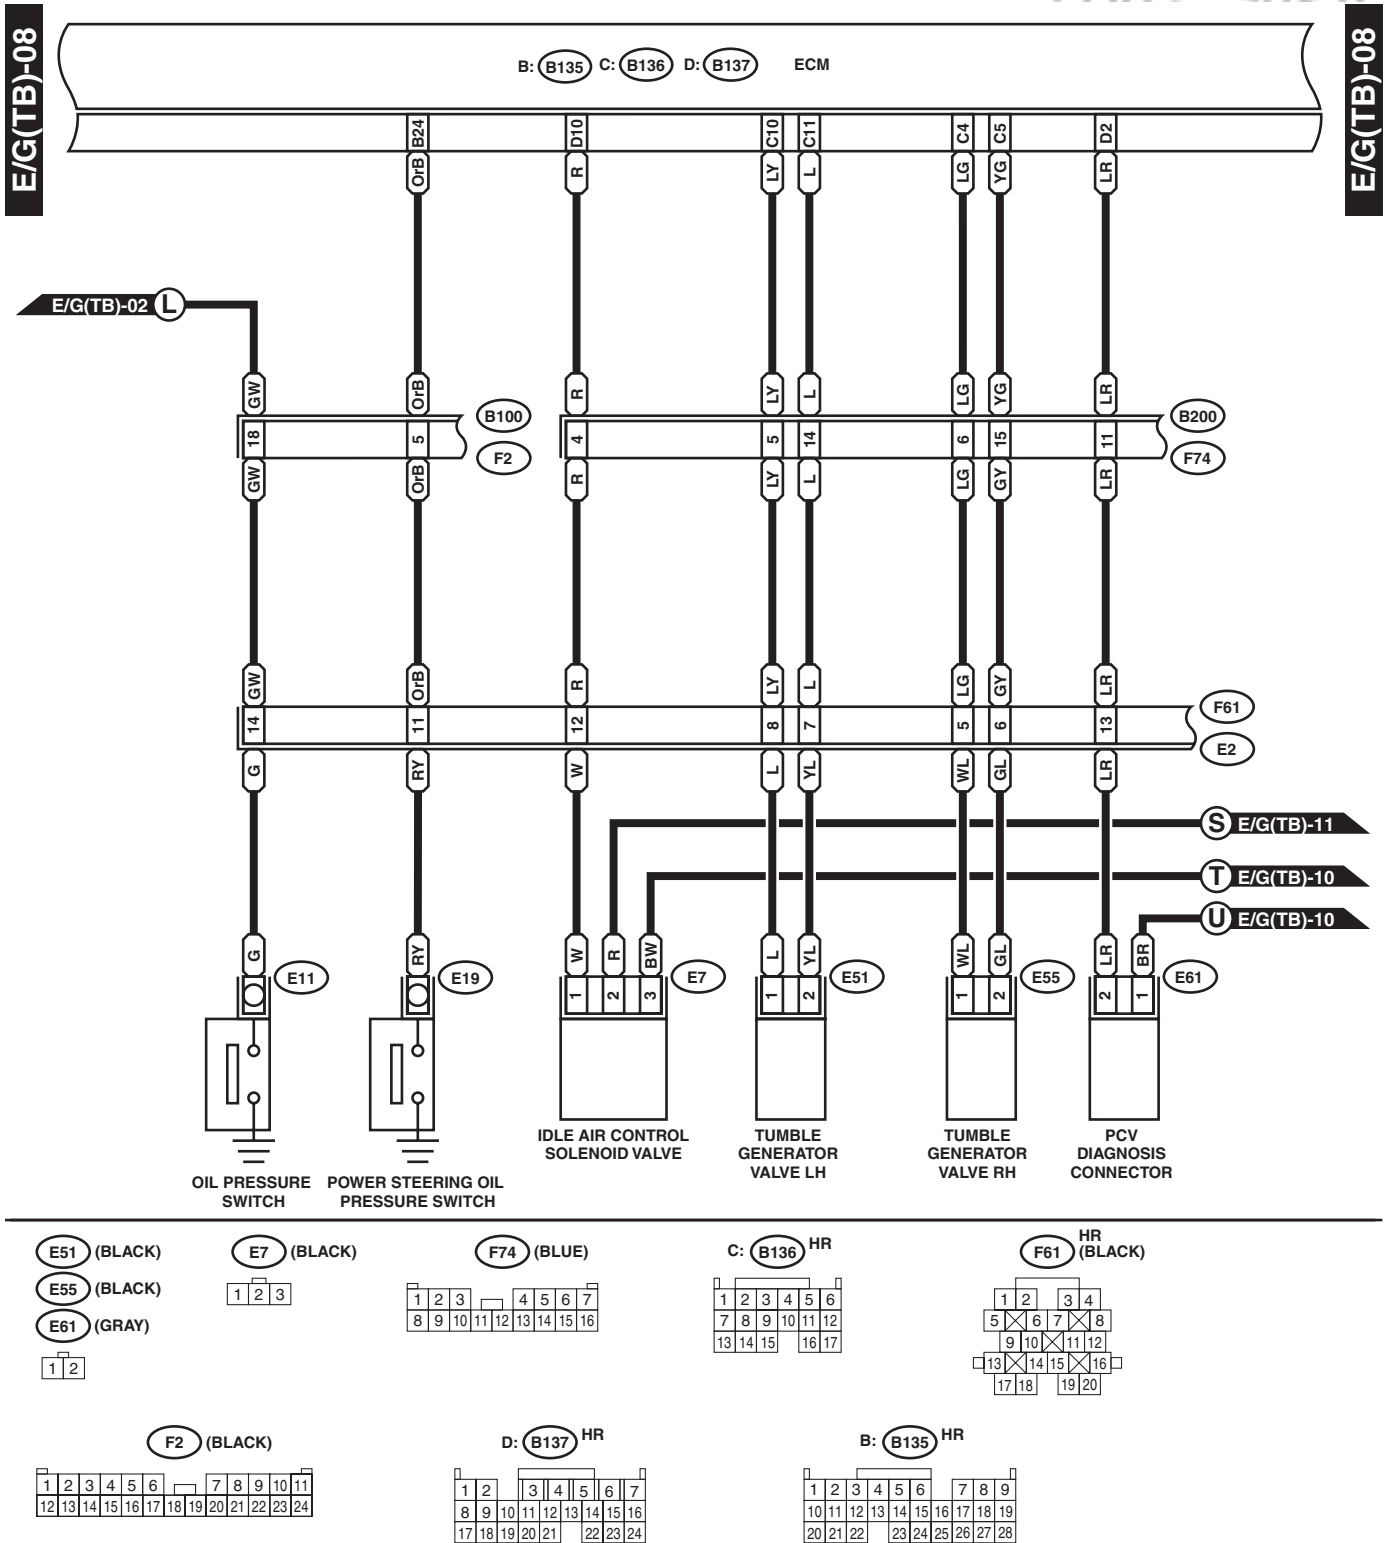 E/G(TB)-08
E/G(TB)-08
B: B135 C: B136 D: B137 ECM
B24 D10 C10 C11 C4 C5 D2
OrB R LY L LG YG LR
E/G(TB)-02 L
GW OrB R LY L LG YG LR
B100 B200
18 5 4 5 14 6 15 11
F2 F74
GW OrB R LY L LG GY LR
GW OrB R LY L LG GY LR
F61
14 11 12 8 7 5 6 13
E2
G RY W L YL WL GL LR
S E/G(TB)-11
T E/G(TB)-10
U E/G(TB)-10
G RY W R BW L YL WL GL LR BR
E11 E19 E7 E51 E55 E61
1 2 3 1 2 1 2 2 1
IDLE AIR CONTROL
SOLENOID VALVE
TUMBLE
GENERATOR
VALVE LH
TUMBLE
GENERATOR
VALVE RH
PCV
DIAGNOSIS
CONNECTOR
OIL PRESSURE
SWITCH
POWER STEERING OIL
PRESSURE SWITCH
E51 (BLACK)
E55 (BLACK)
E61 (GRAY)
1 2
E7 (BLACK)
1 2 3
F74 (BLUE)
1 2 3 4 5 6 7
8 9 10 11 12 13 14 15 16
C: B136 HR
1 2 3 4 5 6
7 8 9 10 11 12
13 14 15 16 17
F61 HR
(BLACK)
1 2 3 4
5 6 7 8
9 10 11 12
13 14 15 16
17 18 19 20
F2 (BLACK)
1 2 3 4 5 6 7 8 9 10 11
12 13 14 15 16 17 18 19 20 21 22 23 24
D: B137 HR
1 2 3 4 5 6 7
8 9 10 11 12 13 14 15 16
17 18 19 20 21 22 23 24
B: B135 HR
1 2 3 4 5 6 7 8 9
10 11 12 13 14 15 16 17 18 19
20 21 22 23 24 25 26 27 28